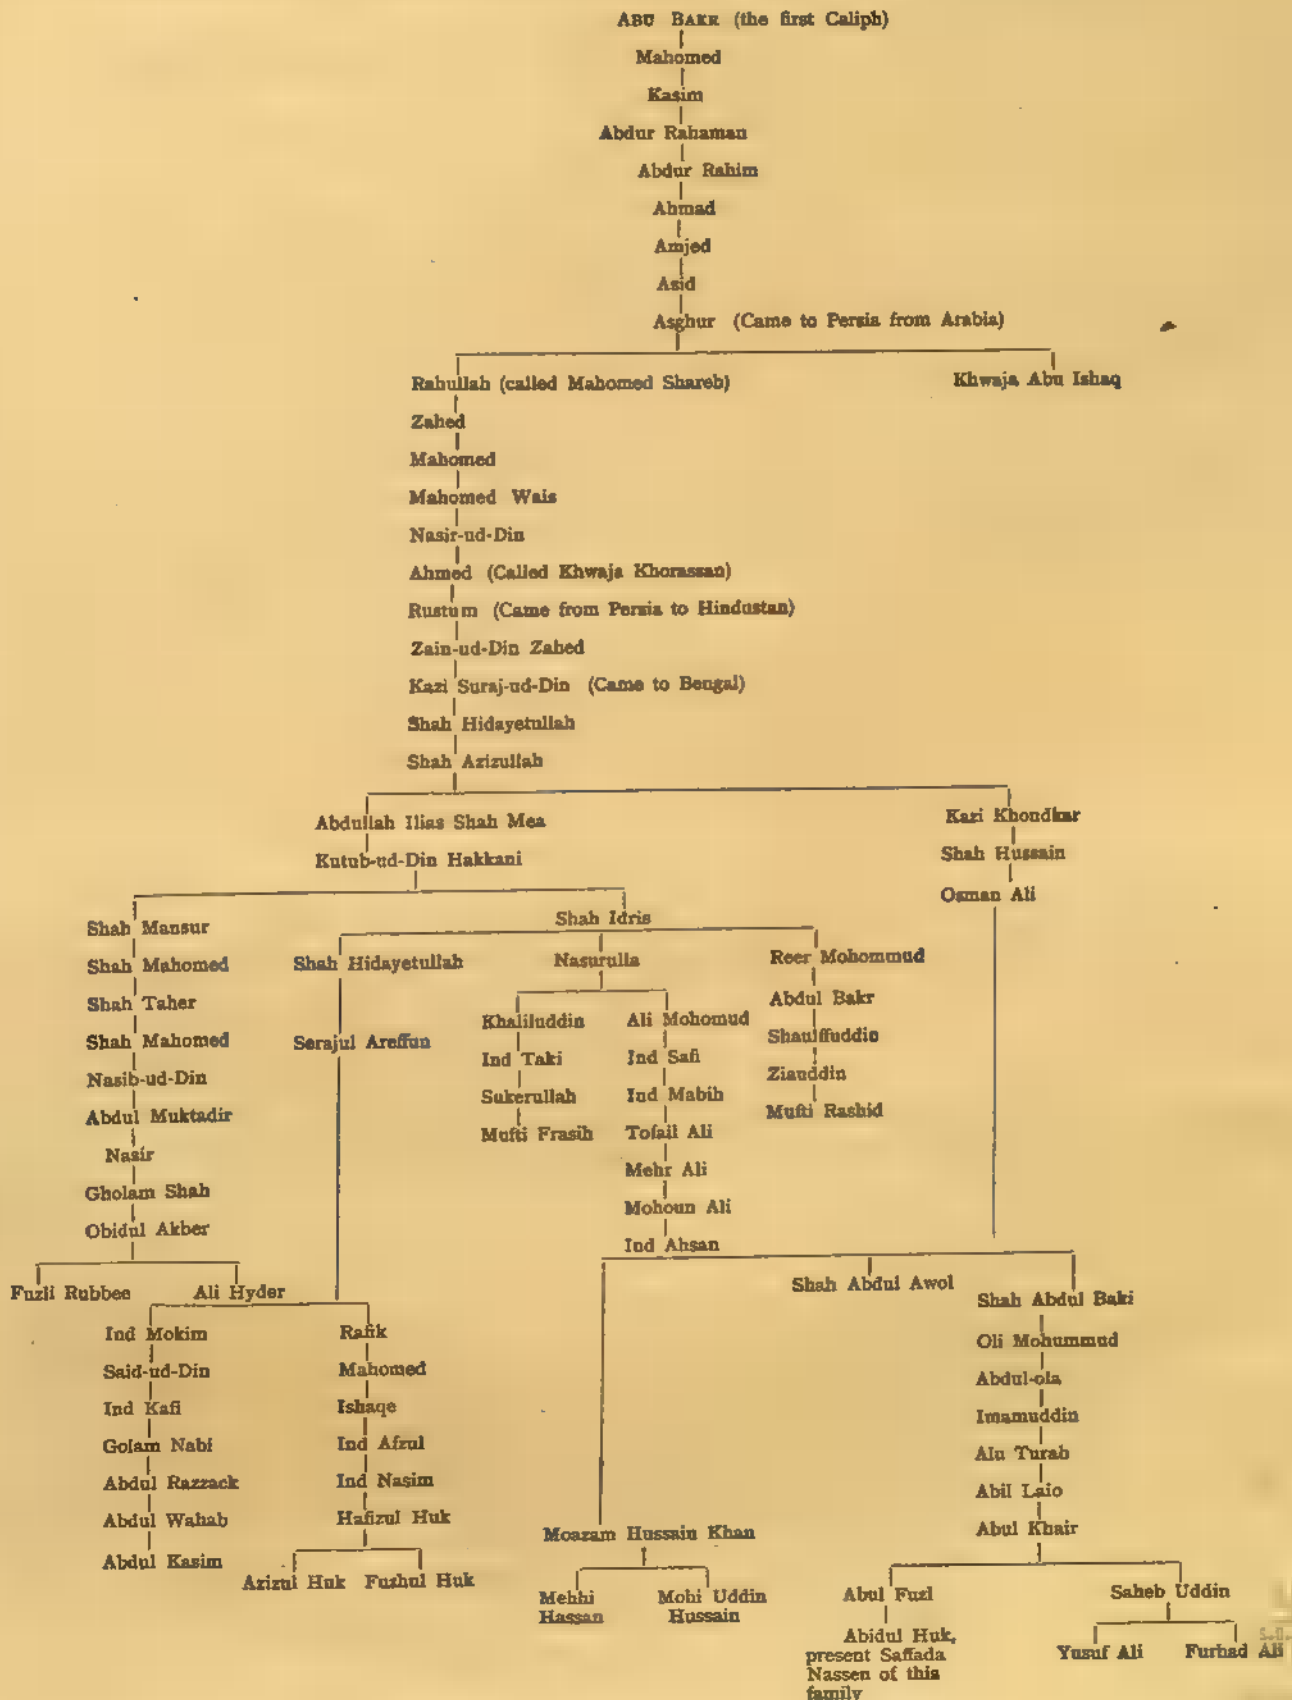 ABU BAKR (the first Caliph)
Mahomed
Kasim
Abdur Rahaman
Abdur Rahim
Ahmad
Amjed
Asid
Asghur (Came to Persia from Arabia)
Rahullah (called Mahomed Shareb)
Khwaja Abu Ishaq
Zahed
Mahomed
Mahomed Wais
Nasir-ud-Din
Ahmed (Called Khwaja Khorassan)
Rustum (Came from Persia to Hindustan)
Zain-ud-Din Zahed
Kazi Suraj-ud-Din (Came to Bengal)
Shah Hidayetullah
Shah Azizullah
Abdullah Ilias Shah Mea
Kutub-ud-Din Hakkani
Kazi Khondkar
Shah Hussain
Osman Ali
Shah Mansur
Shah Mahomed
Shah Taher
Shah Mahomed
Nasib-ud-Din
Abdul Muktadir
Nasir
Gholam Shah
Obidul Akber
Fuzli Rubbee
Ali Hyder
Shah Idris
Shah Hidayetullah
Serajul Areffun
Nasurulla
Khaliluddin
Ind Taki
Sukerullah
Mufti Frasih
Ali Mohomud
Ind Safi
Ind Mabih
Tofail Ali
Mehr Ali
Mohoun Ali
Ind Ahsan
Reer Mohommud
Abdul Bakr
Shaulffuddin
Ziauddin
Mufti Rashid
Ind Mokim
Said-ud-Din
Ind Kafi
Golam Nabi
Abdul Razzack
Abdul Wahab
Abdul Kasim
Rafik
Mahomed
Ishaqe
Ind Afzul
Ind Nasim
Hafizul Huk
Azizul Huk
Fuzhul Huk
Moazam Hussain Khan
Mehhi
Hassan
Mohi Uddin
Hussain
Shah Abdul Awol
Shah Abdul Baki
Oli Mohummud
Abdul-ola
Imamuddin
Alu Turab
Abil Laio
Abul Khair
Abul Fuzl
Abidul Huk,
present Saffada
Nassen of this
family
Saheb Uddin
Yusuf Ali
Furhad Ali